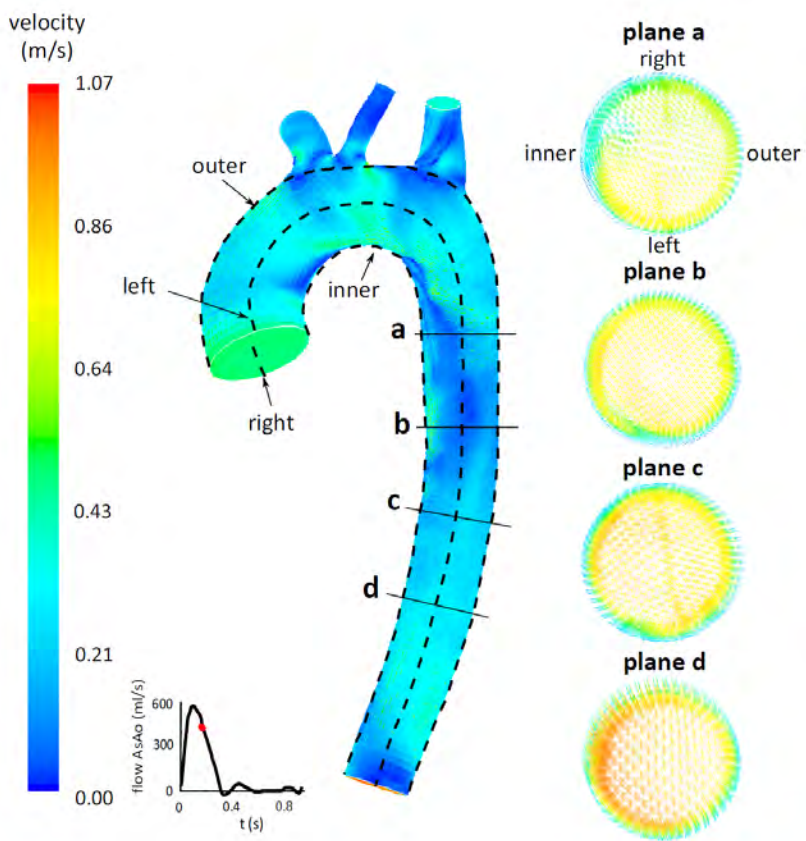 velocity
(m/s)
1.07
0.86
0.64
0.43
0.21
0.00
outer
left
inner
right
a
b
c
d
flow AsAo (ml/s)
600
300
0
0
0.4
0.8
t (s)
plane a
right
inner
outer
left
plane b
plane c
plane d